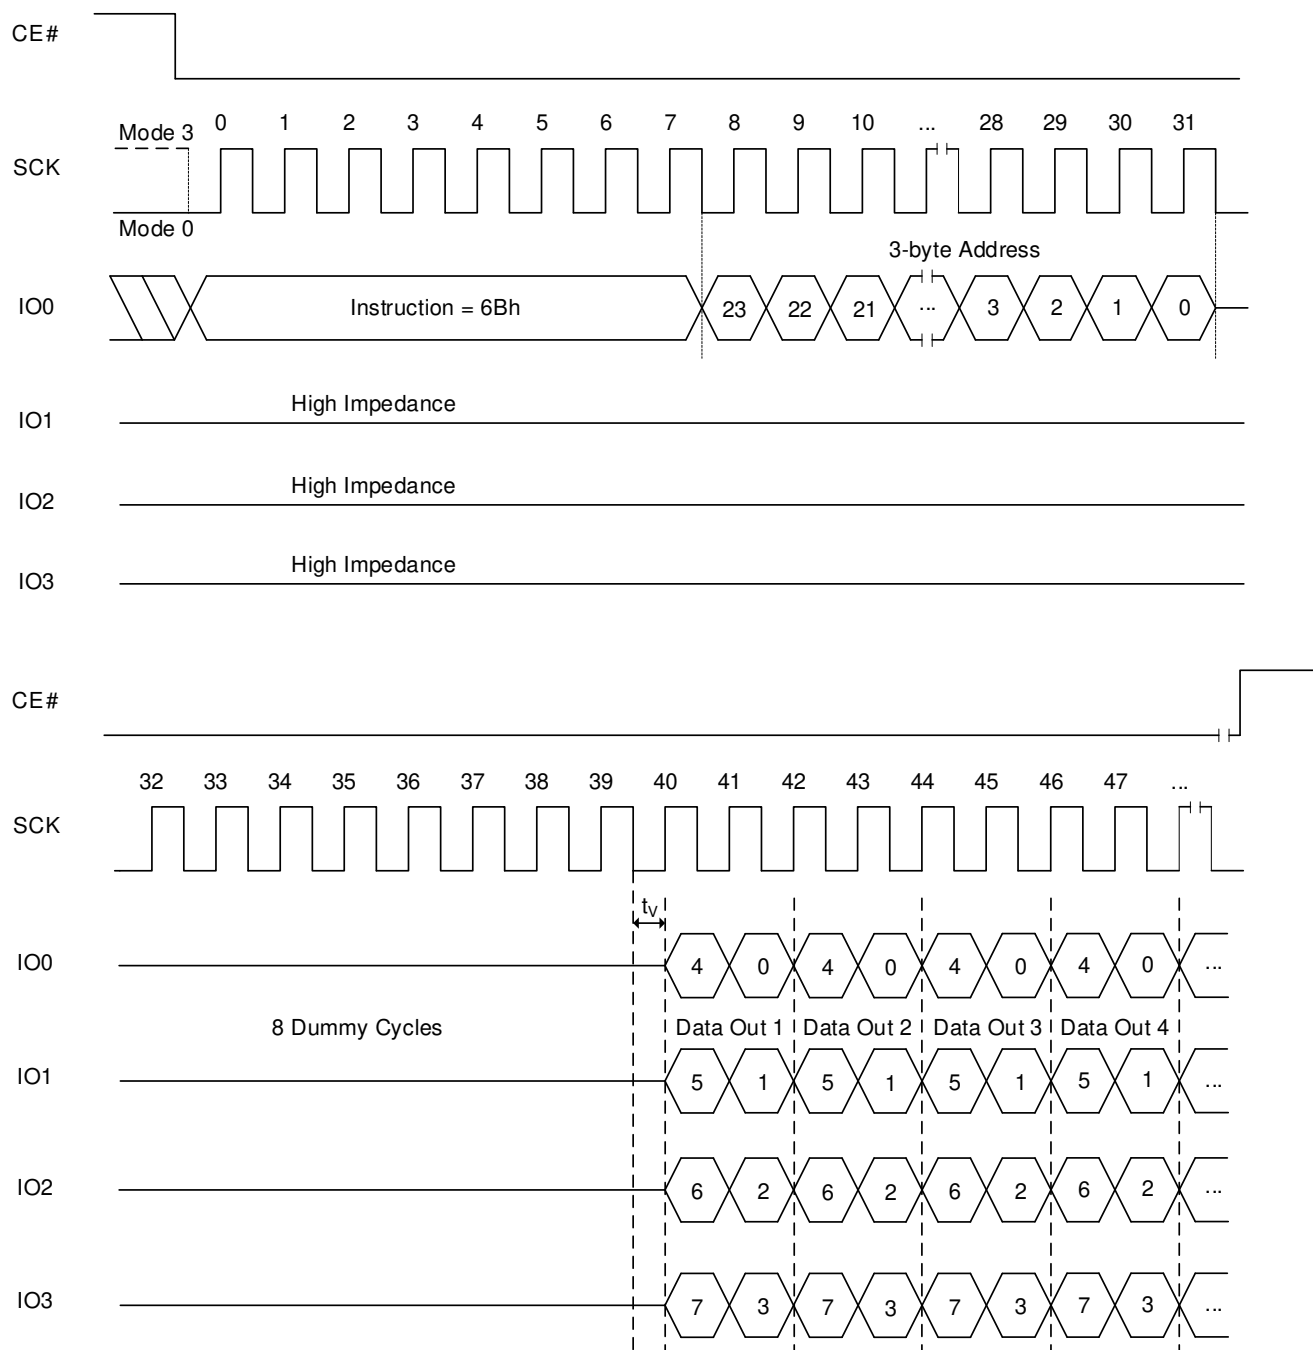 CE#
Mode 3 0 1 2 3 4 5 6 7 8 9 10 ... 28 29 30 31
SCK
Mode 0
3-byte Address
IO0 Instruction = 6Bh 23 22 21 ... 3 2 1 0
High Impedance
IO1
High Impedance
IO2
High Impedance
IO3
CE#
32 33 34 35 36 37 38 39 40 41 42 43 44 45 46 47 ...
SCK
tV
IO0 4 0 4 0 4 0 4 0 ...
8 Dummy Cycles Data Out 1 Data Out 2 Data Out 3 Data Out 4
IO1 5 1 5 1 5 1 5 1 ...
IO2 6 2 6 2 6 2 6 2 ...
IO3 7 3 7 3 7 3 7 3 ...